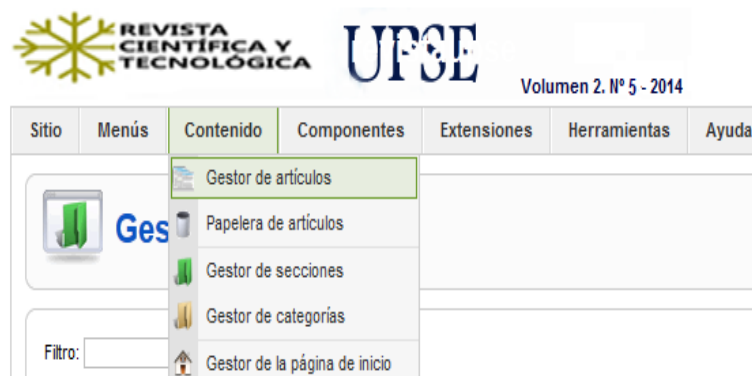 REVISTA
CIENTÍFICA Y
TECNOLÓGICA
UPSE
Volumen 2. Nº 5 - 2014
Sitio Menús Contenido Componentes Extensiones Herramientas Ayuda
Gestor de artículos
Ges
Papelera de artículos
Gestor de secciones
Gestor de categorías
Filtro:
Gestor de la página de inicio